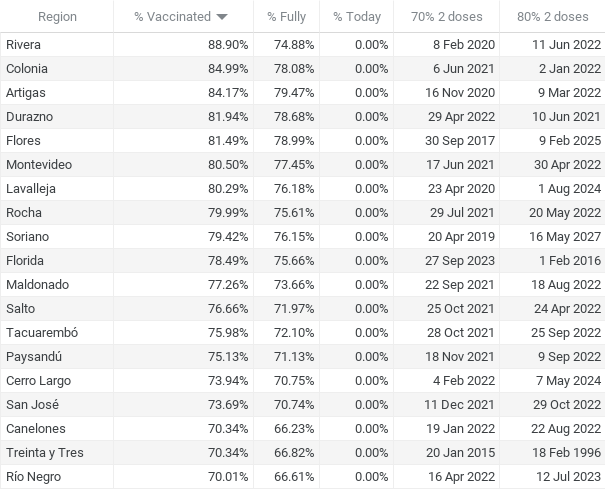 Region % Vaccinated % Fully % Today 70% 2 doses 80% 2 doses
Rivera 88.90% 74.88% 0.00% 8 Feb 2020 11 Jun 2022
Colonia 84.99% 78.08% 0.00% 6 Jun 2021 2 Jan 2022
Artigas 84.17% 79.47% 0.00% 16 Nov 2020 9 Mar 2022
Durazno 81.94% 78.68% 0.00% 29 Apr 2022 10 Jun 2021
Flores 81.49% 78.99% 0.00% 30 Sep 2017 9 Feb 2025
Montevideo 80.50% 77.45% 0.00% 17 Jun 2021 30 Apr 2022
Lavalleja 80.29% 76.18% 0.00% 23 Apr 2020 1 Aug 2024
Rocha 79.99% 75.61% 0.00% 29 Jul 2021 20 May 2022
Soriano 79.42% 76.15% 0.00% 20 Apr 2019 16 May 2027
Florida 78.49% 75.66% 0.00% 27 Sep 2023 1 Feb 2016
Maldonado 77.26% 73.66% 0.00% 22 Sep 2021 18 Aug 2022
Salto 76.66% 71.97% 0.00% 25 Oct 2021 24 Apr 2022
Tacuarembó 75.98% 72.10% 0.00% 28 Oct 2021 25 Sep 2022
Paysandú 75.13% 71.13% 0.00% 18 Nov 2021 9 Sep 2022
Cerro Largo 73.94% 70.75% 0.00% 4 Feb 2022 7 May 2024
San José 73.69% 70.74% 0.00% 11 Dec 2021 29 Oct 2022
Canelones 70.34% 66.23% 0.00% 19 Jan 2022 22 Aug 2022
Treinta y Tres 70.34% 66.82% 0.00% 20 Jan 2015 18 Feb 1996
Río Negro 70.01% 66.61% 0.00% 16 Apr 2022 12 Jul 2023